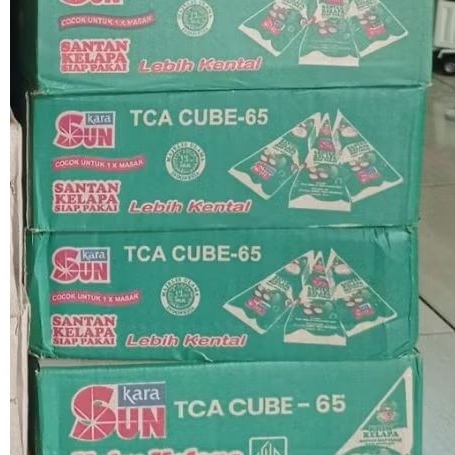 SUN
COCOK UNTUK 1 X MASAK
SANTAN
KELAPA
SIAP PAKAI
Lebih Kental
kara
SUN
TCA CUBE-65
COCOK UNTUK 1 X MASAK
SANTAN
KELAPA
SIAP PAKAI
Lebih Kental
kara
SUN
TCA CUBE-65
COCOK UNTUK 1 X MASAK
SANTAN
KELAPA
SIAP PAKAI
Lebih Kental
kara
SUN
TCA CUBE - 65
KELAPA